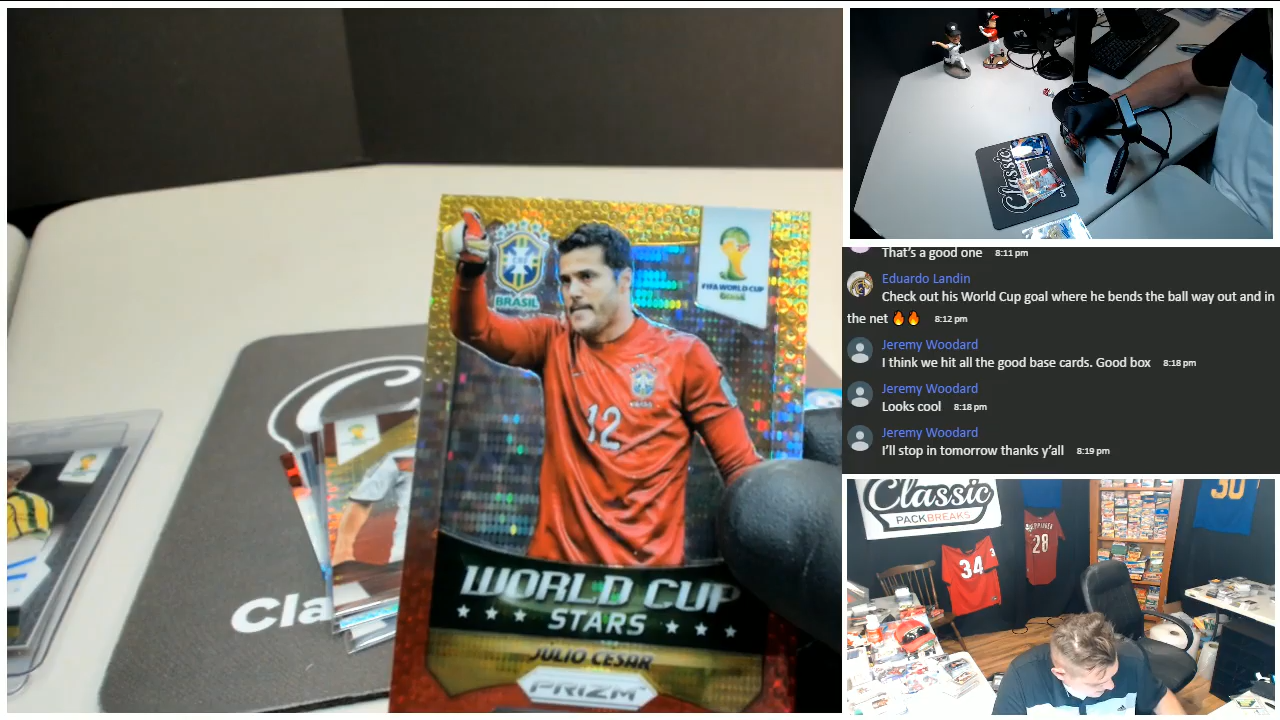 BRASIL
FIFA WORLD CUP
12
WORLD CUP
STARS
JULIO CESAR
PRIZM
Cla
Classic
That's a good one 8:11 pm
Eduardo Landin
Check out his World Cup goal where he bends the ball way out and in
the net 🔥🔥 8:12 pm
Jeremy Woodard
I think we hit all the good base cards. Good box 8:18 pm
Jeremy Woodard
Looks cool 8:18 pm
Jeremy Woodard
I'll stop in tomorrow thanks y'all 8:19 pm
Classic
PACK BREAKS
34
28
30